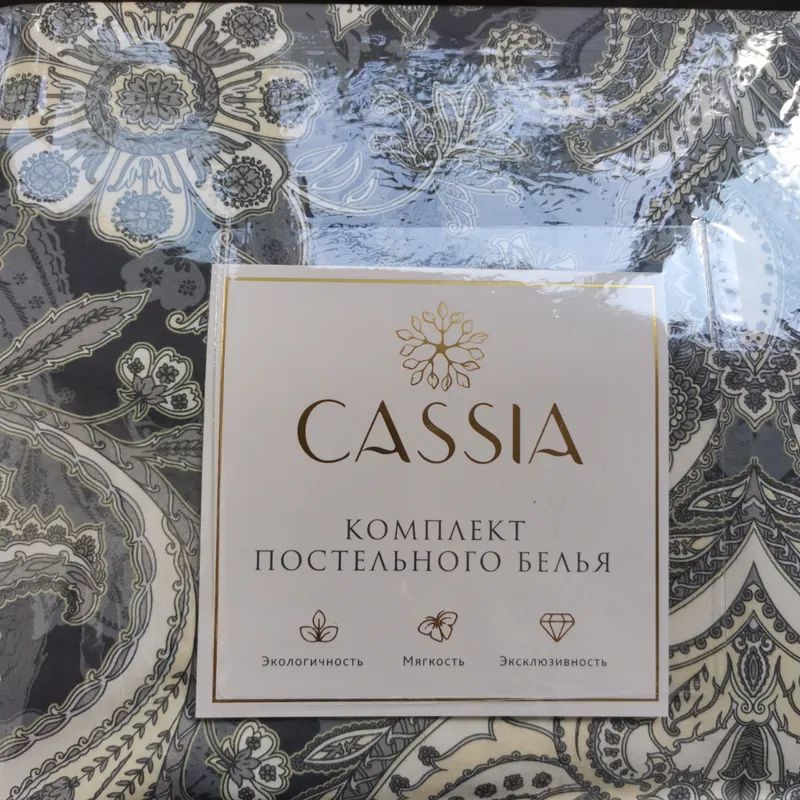 CASSIA
КОМПЛЕКТ
ПОСТЕЛЬНОГО БЕЛЬЯ
Экологичность Мягкость Эксклюзивность